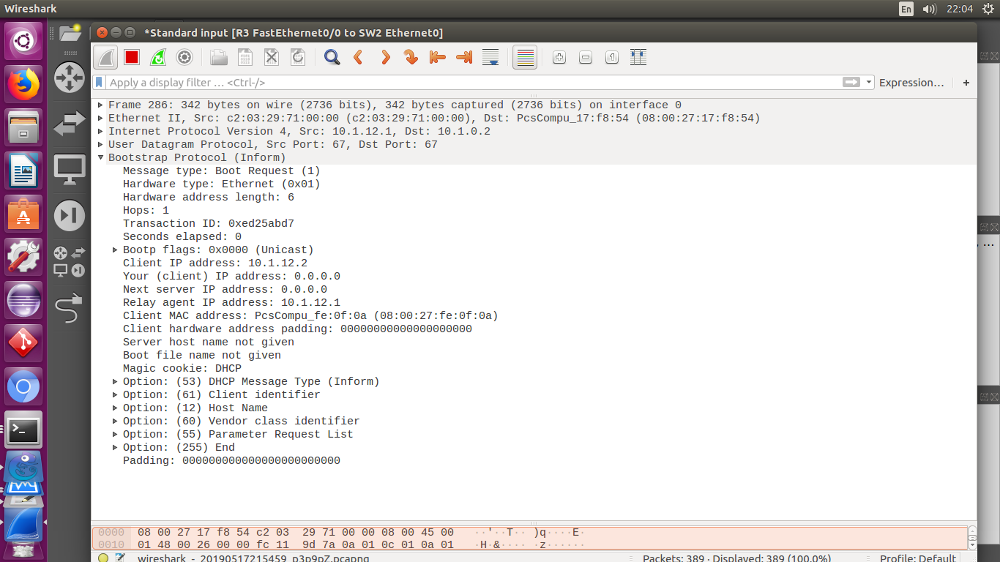 Wireshark
En
22:04
*Standard input [R3 FastEthernet0/0 to SW2 Ethernet0]
Apply a display filter … <Ctrl-/>
Expression…
+
Frame 286: 342 bytes on wire (2736 bits), 342 bytes captured (2736 bits) on interface 0
Ethernet II, Src: c2:03:29:71:00:00 (c2:03:29:71:00:00), Dst: PcsCompu_17:f8:54 (08:00:27:17:f8:54)
Internet Protocol Version 4, Src: 10.1.12.1, Dst: 10.1.0.2
User Datagram Protocol, Src Port: 67, Dst Port: 67
Bootstrap Protocol (Inform)
Message type: Boot Request (1)
Hardware type: Ethernet (0x01)
Hardware address length: 6
Hops: 1
Transaction ID: 0xed25abd7
Seconds elapsed: 0
Bootp flags: 0x0000 (Unicast)
Client IP address: 10.1.12.2
Your (client) IP address: 0.0.0.0
Next server IP address: 0.0.0.0
Relay agent IP address: 10.1.12.1
Client MAC address: PcsCompu_fe:0f:0a (08:00:27:fe:0f:0a)
Client hardware address padding: 00000000000000000000
Server host name not given
Boot file name not given
Magic cookie: DHCP
Option: (53) DHCP Message Type (Inform)
Option: (61) Client identifier
Option: (12) Host Name
Option: (60) Vendor class identifier
Option: (55) Parameter Request List
Option: (255) End
Padding: 000000000000000000000000
0000 08 00 27 17 f8 54 c2 03 29 71 00 00 08 00 45 00 ··'··T·· )q····E·
0010 01 48 00 26 00 00 fc 11 9d 7a 0a 01 0c 01 0a 01 ·H·&···· ·z······
wireshark_-_20190517215459_p3p9pZ.pcapng
Packets: 389 · Displayed: 389 (100.0%)
Profile: Default